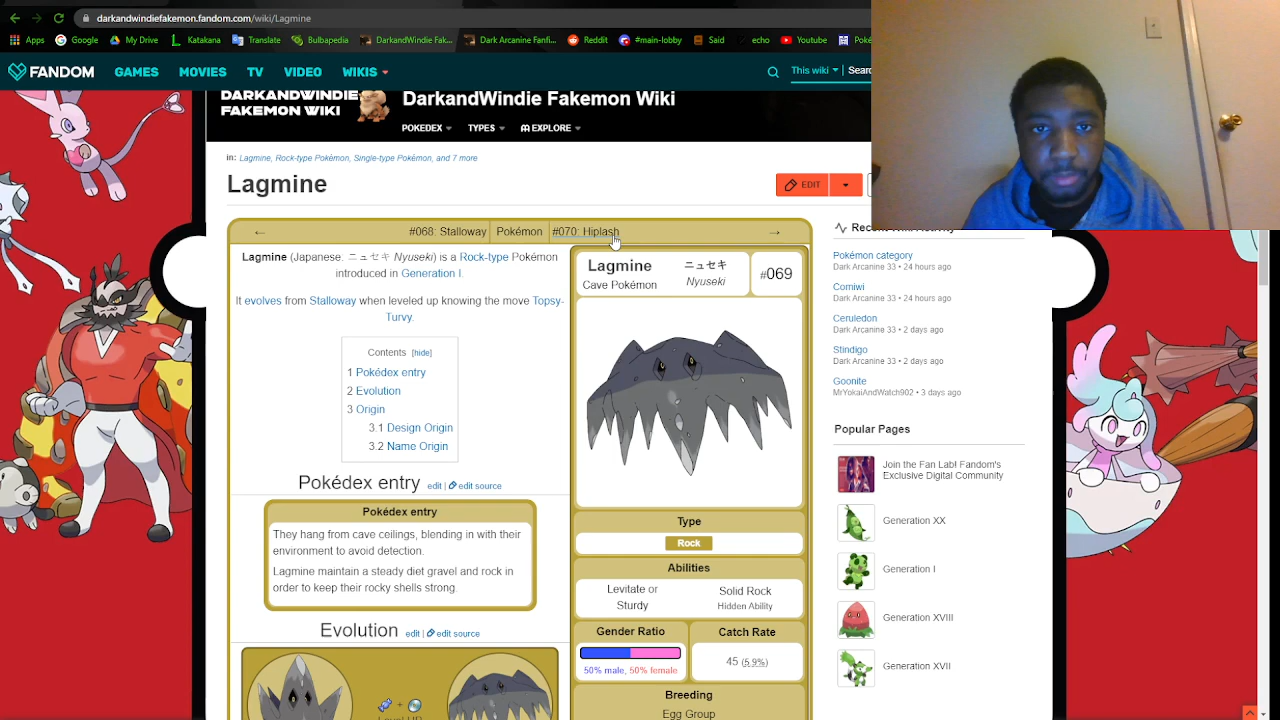 darkandwindiefakemon.fandom.com/wiki/Lagmine
Apps Google My Drive Katakana Translate Bulbapedia DarkandWindie Fak... Dark Arcanine Fanfi... Reddit #main-lobby Said echo Youtube Poké
FANDOM GAMES MOVIES TV VIDEO WIKIS This wiki Searc
DARKANDWINDIE
FAKEMON WIKI
DarkandWindie Fakemon Wiki
POKEDEX TYPES EXPLORE
in: Lagmine, Rock-type Pokémon, Single-type Pokémon, and 7 more
Lagmine
EDIT
← #068: Stalloway Pokémon #070: Hiplash →
Lagmine (Japanese: ニュセキ Nyuseki) is a Rock-type Pokémon
introduced in Generation I.
It evolves from Stalloway when leveled up knowing the move Topsy-
Turvy.
Contents [hide]
1 Pokédex entry
2 Evolution
3 Origin
3.1 Design Origin
3.2 Name Origin
Pokédex entry edit | edit source
Pokédex entry
They hang from cave ceilings, blending in with their
environment to avoid detection.
Lagmine maintain a steady diet gravel and rock in
order to keep their rocky shells strong.
Evolution edit | edit source
Level UP
Lagmine
Cave Pokémon
ニュセキ
Nyuseki
#069
Type
Rock
Abilities
Levitate or
Sturdy
Solid Rock
Hidden Ability
Gender Ratio
50% male, 50% female
Catch Rate
45 (5.9%)
Breeding
Egg Group
Recent Wiki Activity
Pokémon category
Dark Arcanine 33 • 24 hours ago
Comiwi
Dark Arcanine 33 • 24 hours ago
Ceruledon
Dark Arcanine 33 • 2 days ago
Stindigo
Dark Arcanine 33 • 2 days ago
Goonite
MrYokaiAndWatch902 • 3 days ago
Popular Pages
Join the Fan Lab! Fandom's
Exclusive Digital Community
Generation XX
Generation I
Generation XVIII
Generation XVII